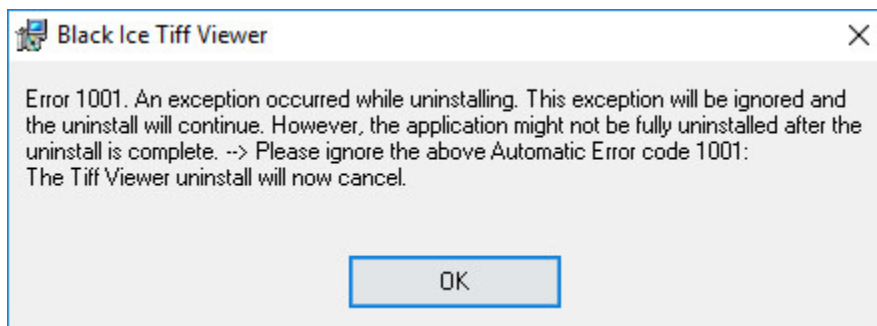 Black Ice Tiff Viewer
Error 1001. An exception occurred while uninstalling. This exception will be ignored and
the uninstall will continue. However, the application might not be fully uninstalled after the
uninstall is complete. --> Please ignore the above Automatic Error code 1001:
The Tiff Viewer uninstall will now cancel.
OK